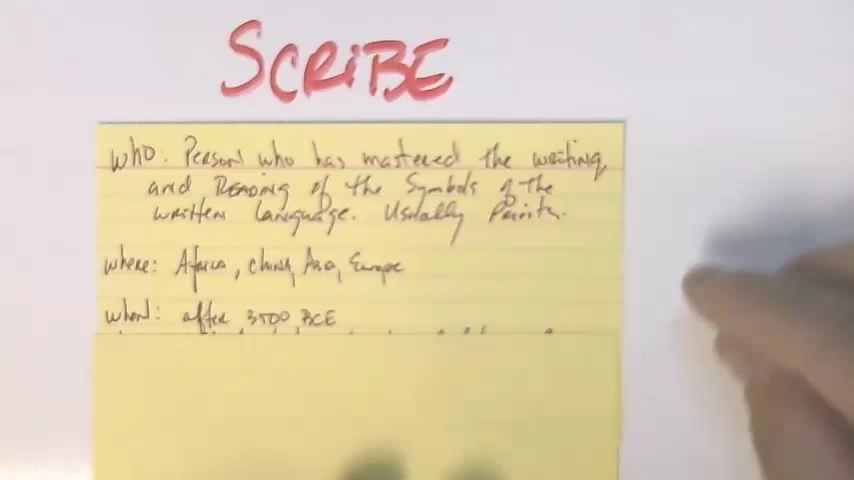 SCRIBE
who: Person who has mastered the writing,
and Reading of the Symbols of the
written language. Usually
where: Africa, China, Asia, Europe
when: after 3500 BCE